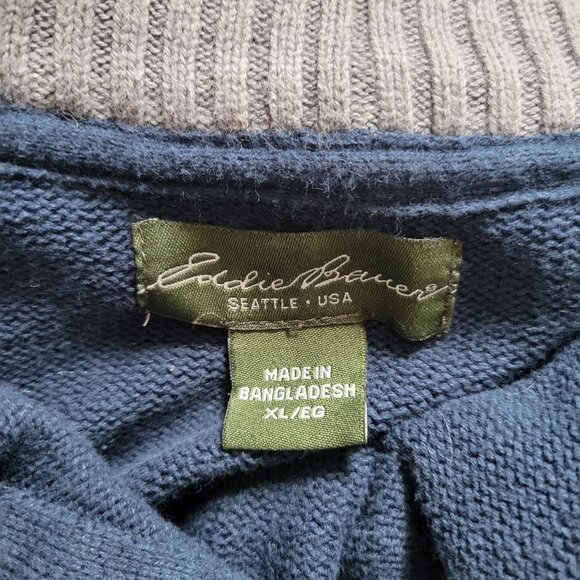 Eddie Bauer®
SEATTLE • USA
MADE IN
BANGLADESH
XL/EG